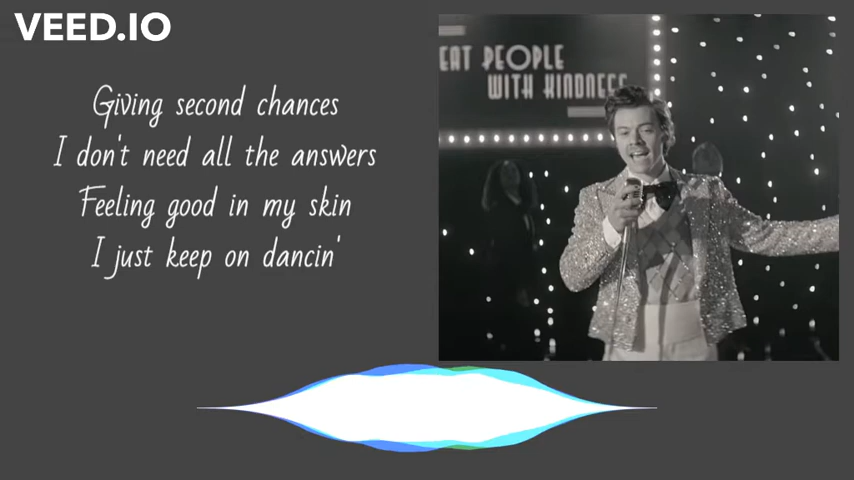 VEED.IO
Giving second chances
I don't need all the answers
Feeling good in my skin
I just keep on dancin'
EAT PEOPLE
WITH KINDNESS